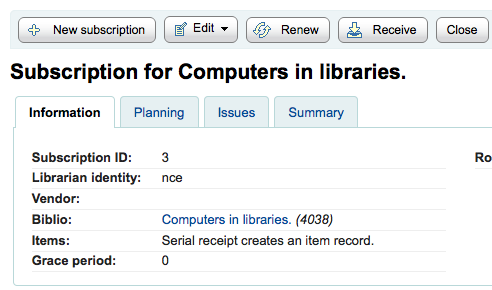 New subscription Edit Renew Receive Close
Subscription for Computers in libraries.
Information Planning Issues Summary
Subscription ID: 3 Ro
Librarian identity: nce
Vendor:
Biblio: Computers in libraries. (4038)
Items: Serial receipt creates an item record.
Grace period: 0